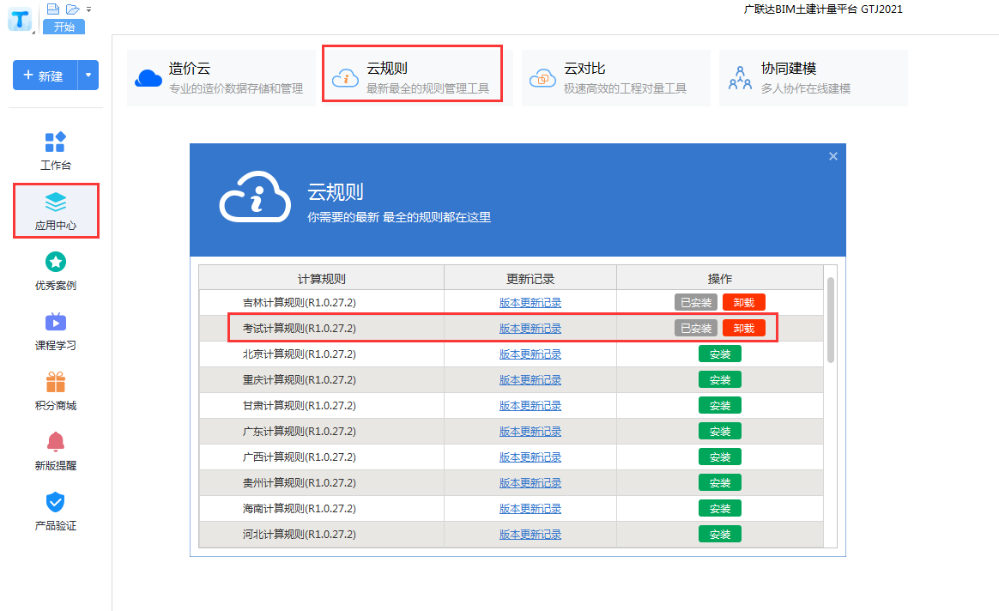 广联达BIM土建计量平台 GTJ2021
开始
新建
工作台
应用中心
优秀案例
课程学习
积分商城
新版提醒
产品验证
造价云
专业的造价数据存储和管理
云规则
最新最全的规则管理工具
云对比
极速高效的工程对量工具
协同建模
多人协作在线建模
云规则
你需要的最新 最全的规则都在这里
计算规则 更新记录 操作
吉林计算规则(R1.0.27.2) 版本更新记录 已安装 卸载
考试计算规则(R1.0.27.2) 版本更新记录 已安装 卸载
北京计算规则(R1.0.27.2) 版本更新记录 安装
重庆计算规则(R1.0.27.2) 版本更新记录 安装
甘肃计算规则(R1.0.27.2) 版本更新记录 安装
广东计算规则(R1.0.27.2) 版本更新记录 安装
广西计算规则(R1.0.27.2) 版本更新记录 安装
贵州计算规则(R1.0.27.2) 版本更新记录 安装
海南计算规则(R1.0.27.2) 版本更新记录 安装
河北计算规则(R1.0.27.2) 版本更新记录 安装